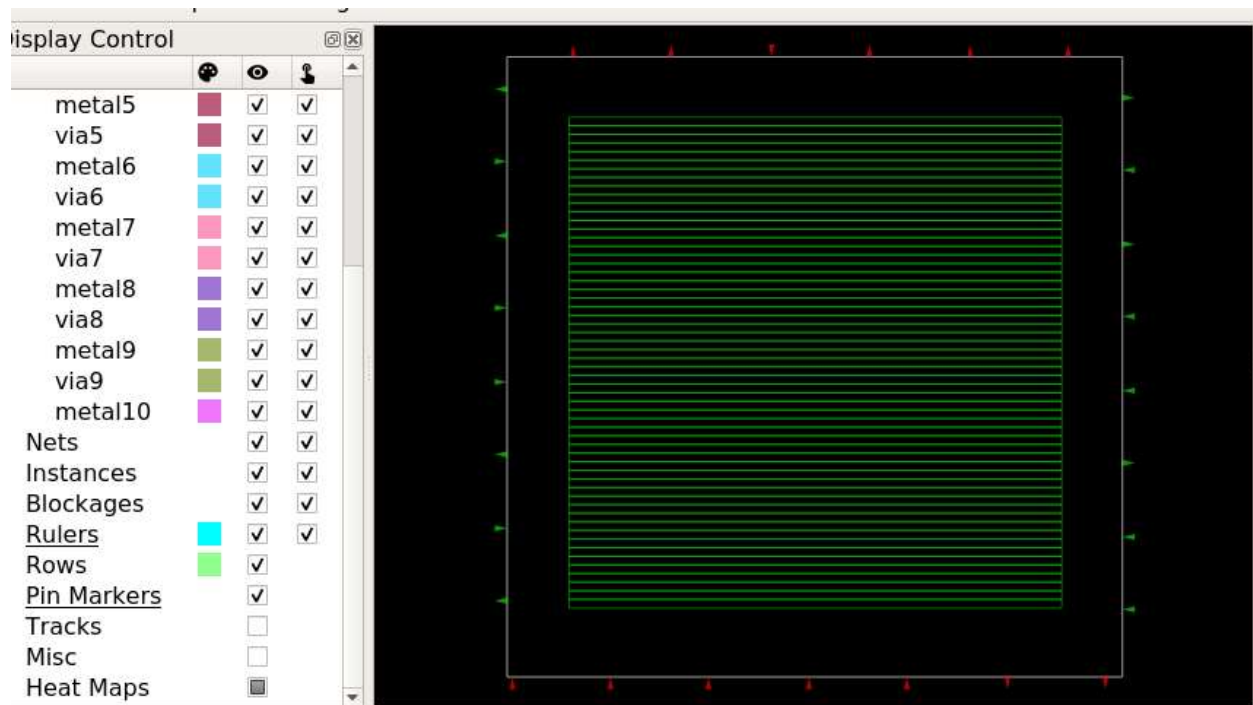 Display Control
metal5
via5
metal6
via6
metal7
via7
metal8
via8
metal9
via9
metal10
Nets
Instances
Blockages
Rulers
Rows
Pin Markers
Tracks
Misc
Heat Maps